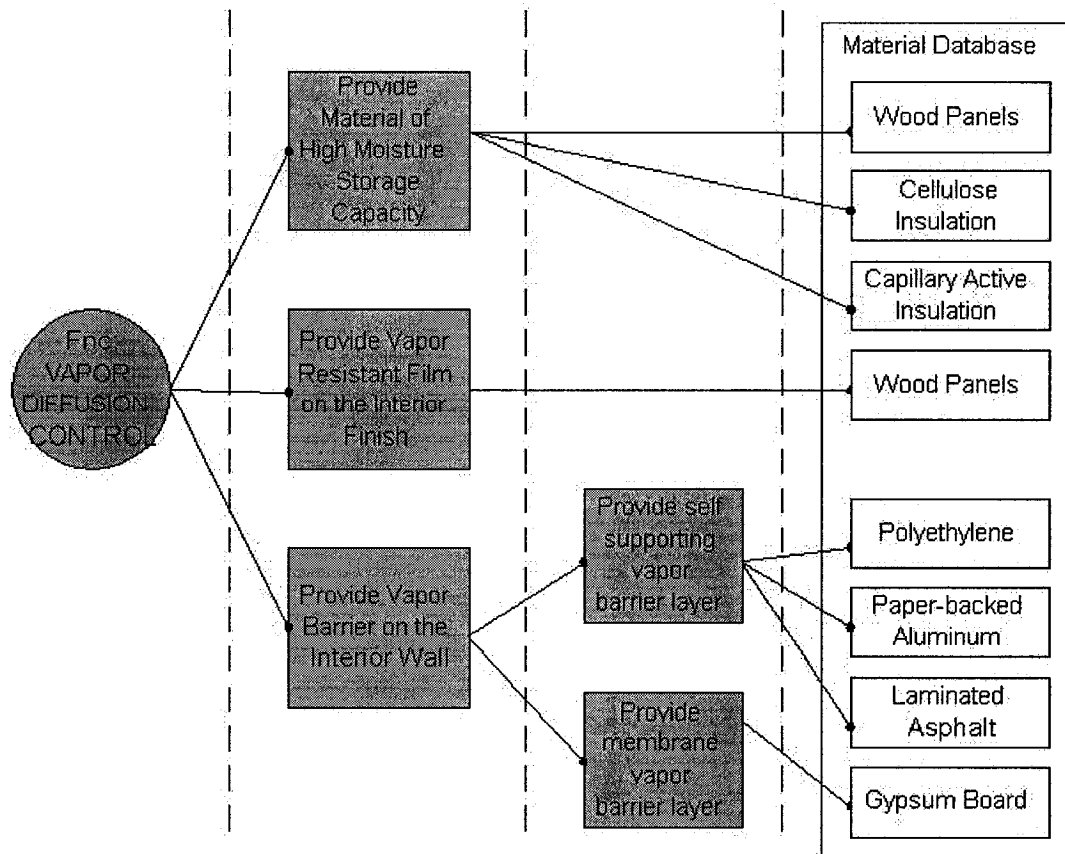 Material Database
Provide
Material of
High Moisture
Storage
Capacity
Wood Panels
Cellulose
Insulation
Capillary Active
Insulation
Fnc
VAPOR
DIFFUSION
CONTROL
Provide Vapor
Resistant Film
on the Interior
Finish
Wood Panels
Provide self
supporting
vapor
barrier layer
Polyethylene
Provide Vapor
Barrier on the
Interior Wall
Paper-backed
Aluminum
Laminated
Asphalt
Provide
membrane
vapor
barrier layer
Gypsum Board